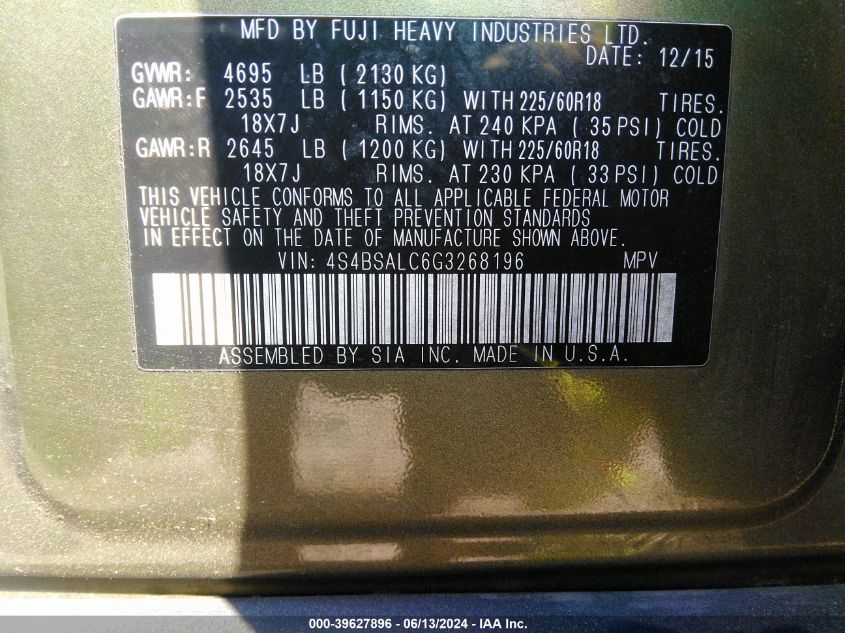 MFD BY FUJI HEAVY INDUSTRIES LTD.
DATE: 12/15
GVWR: 4695 LB ( 2130 KG)
GAWR:F 2535 LB ( 1150 KG) WITH 225/60R18 TIRES.
18X7J RIMS. AT 240 KPA ( 35 PSI) COLD
GAWR:R 2645 LB ( 1200 KG) WITH 225/60R18 TIRES.
18X7J RIMS. AT 230 KPA ( 33 PSI) COLD
THIS VEHICLE CONFORMS TO ALL APPLICABLE FEDERAL MOTOR
VEHICLE SAFETY AND THEFT PREVENTION STANDARDS
IN EFFECT ON THE DATE OF MANUFACTURE SHOWN ABOVE.
VIN: 4S4BSALC6G3268196 MPV
ASSEMBLED BY SIA INC. MADE IN U.S.A.
000-39627896 - 06/13/2024 - IAA Inc.